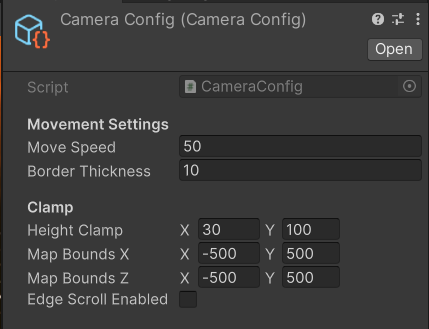 Camera Config (Camera Config)
Open
Script CameraConfig
Movement Settings
Move Speed 50
Border Thickness 10
Clamp
Height Clamp X 30 Y 100
Map Bounds X X -500 Y 500
Map Bounds Z X -500 Y 500
Edge Scroll Enabled